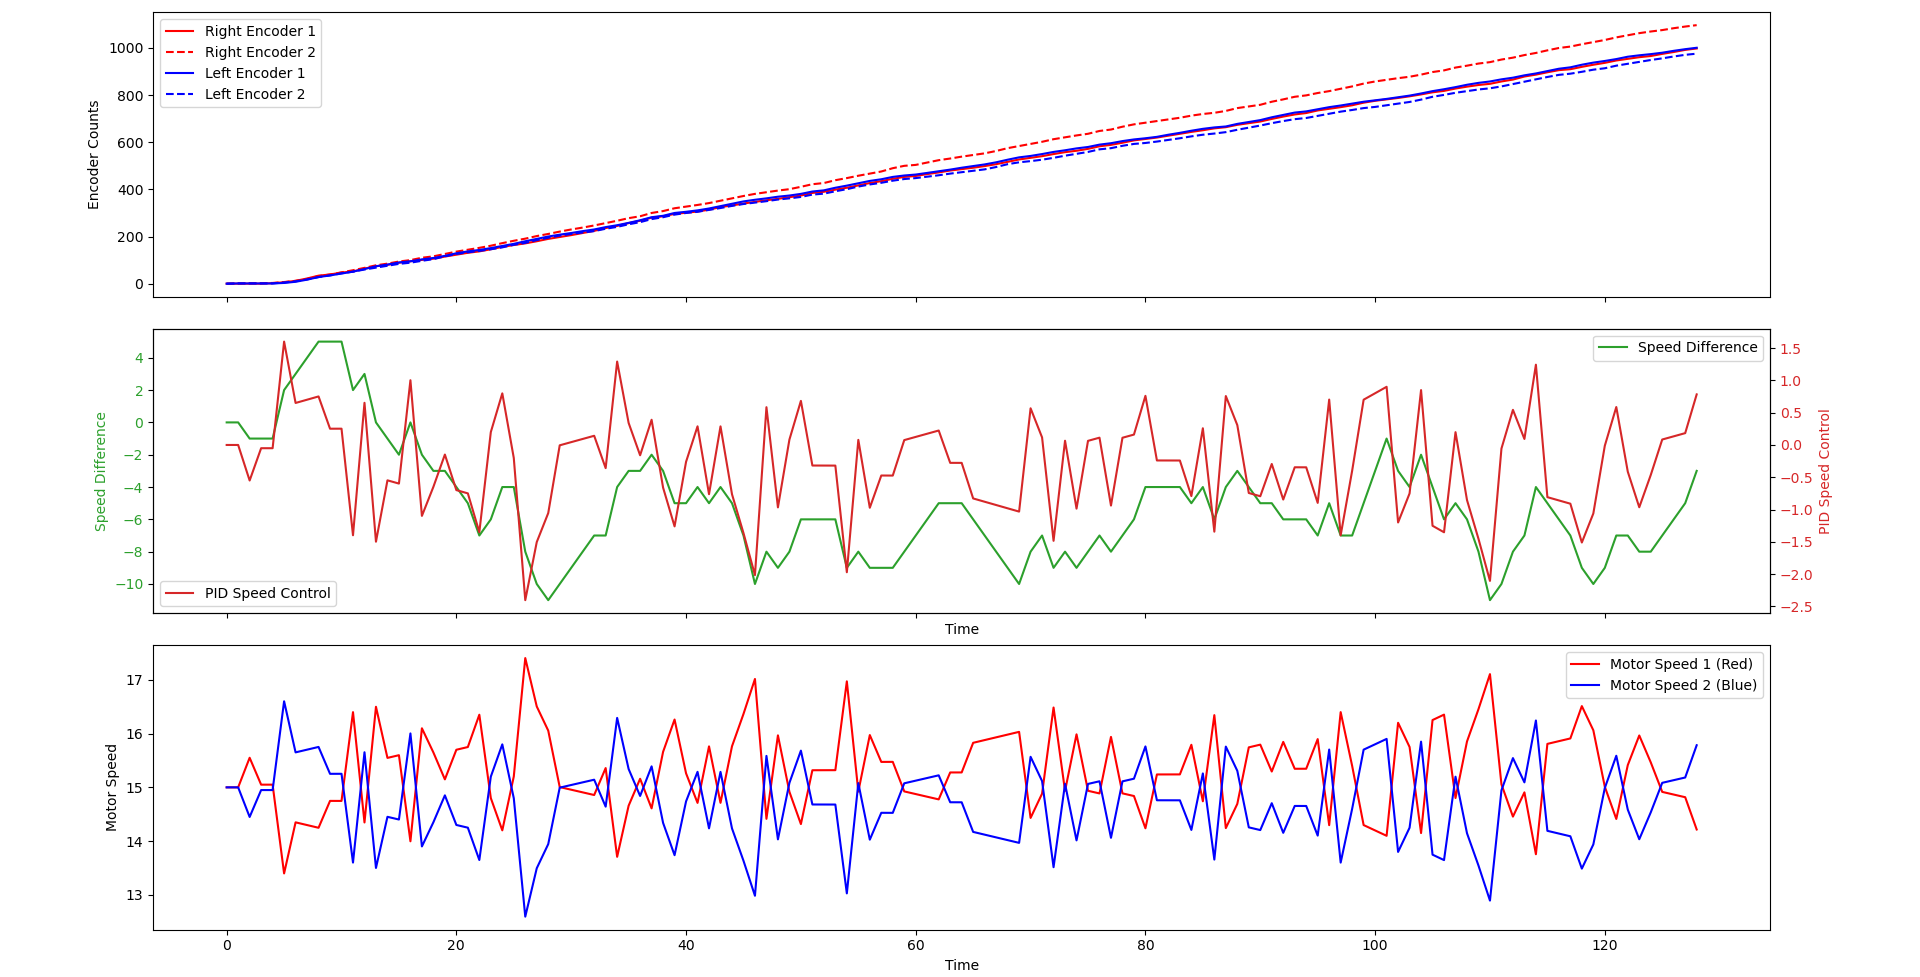 Encoder Counts
1000
800
600
400
200
0
Right Encoder 1
Right Encoder 2
Left Encoder 1
Left Encoder 2
Speed Difference
4
2
0
−2
−4
−6
−8
−10
Speed Difference
PID Speed Control
1.5
1.0
0.5
0.0
−0.5
−1.0
−1.5
−2.0
−2.5
PID Speed Control
Time
Motor Speed
17
16
15
14
13
Motor Speed 1 (Red)
Motor Speed 2 (Blue)
0 20 40 60 80 100 120
Time